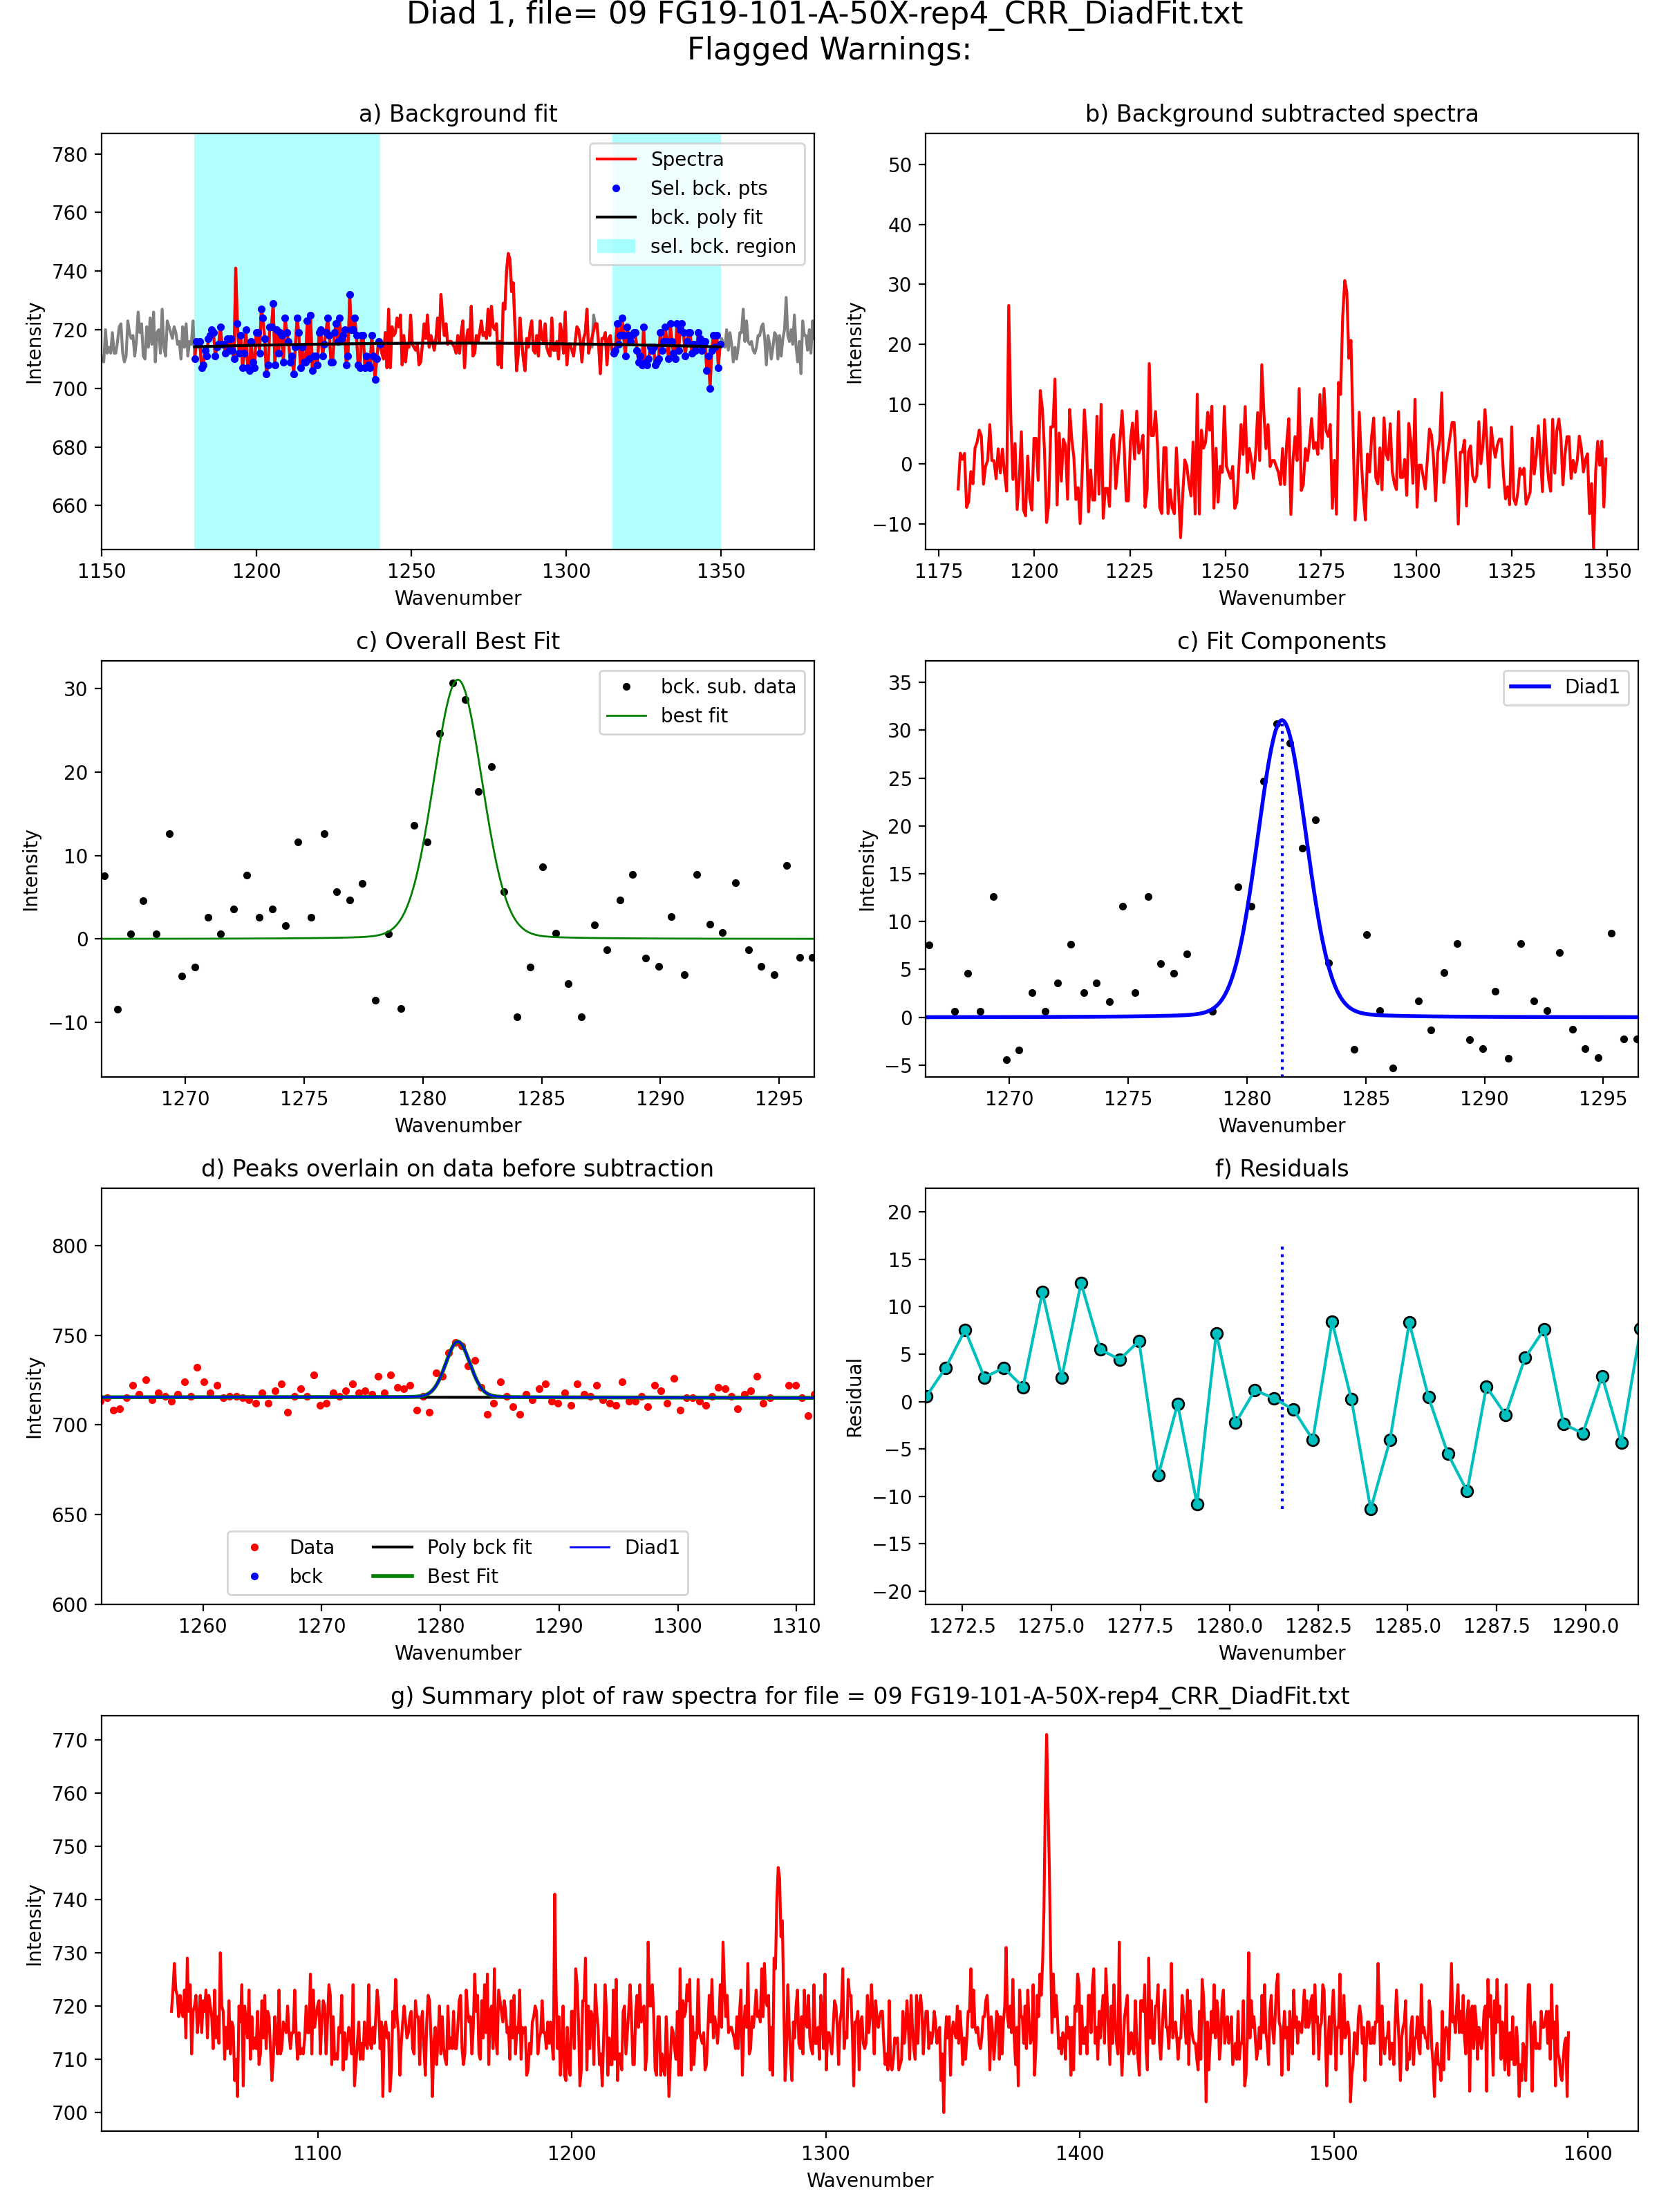 Diad 1, file= 09 FG19-101-A-50X-rep4_CRR_DiadFit.txt
Flagged Warnings:
a) Background fit
780
760
740
720
700
680
660
Intensity
Spectra
Sel. bck. pts
bck. poly fit
sel. bck. region
1150 1200 1250 1300 1350
Wavenumber
b) Background subtracted spectra
50
40
30
20
10
0
−10
Intensity
1175 1200 1225 1250 1275 1300 1325 1350
Wavenumber
c) Overall Best Fit
30
20
10
0
−10
Intensity
bck. sub. data
best fit
1270 1275 1280 1285 1290 1295
Wavenumber
c) Fit Components
35
30
25
20
15
10
5
0
−5
Intensity
Diad1
1270 1275 1280 1285 1290 1295
Wavenumber
d) Peaks overlain on data before subtraction
800
750
700
650
600
Intensity
Data
bck
Poly bck fit
Best Fit
Diad1
1260 1270 1280 1290 1300 1310
Wavenumber
f) Residuals
20
15
10
5
0
−5
−10
−15
−20
Residual
1272.5 1275.0 1277.5 1280.0 1282.5 1285.0 1287.5 1290.0
Wavenumber
g) Summary plot of raw spectra for file = 09 FG19-101-A-50X-rep4_CRR_DiadFit.txt
770
760
750
740
730
720
710
700
Intensity
1100 1200 1300 1400 1500 1600
Wavenumber